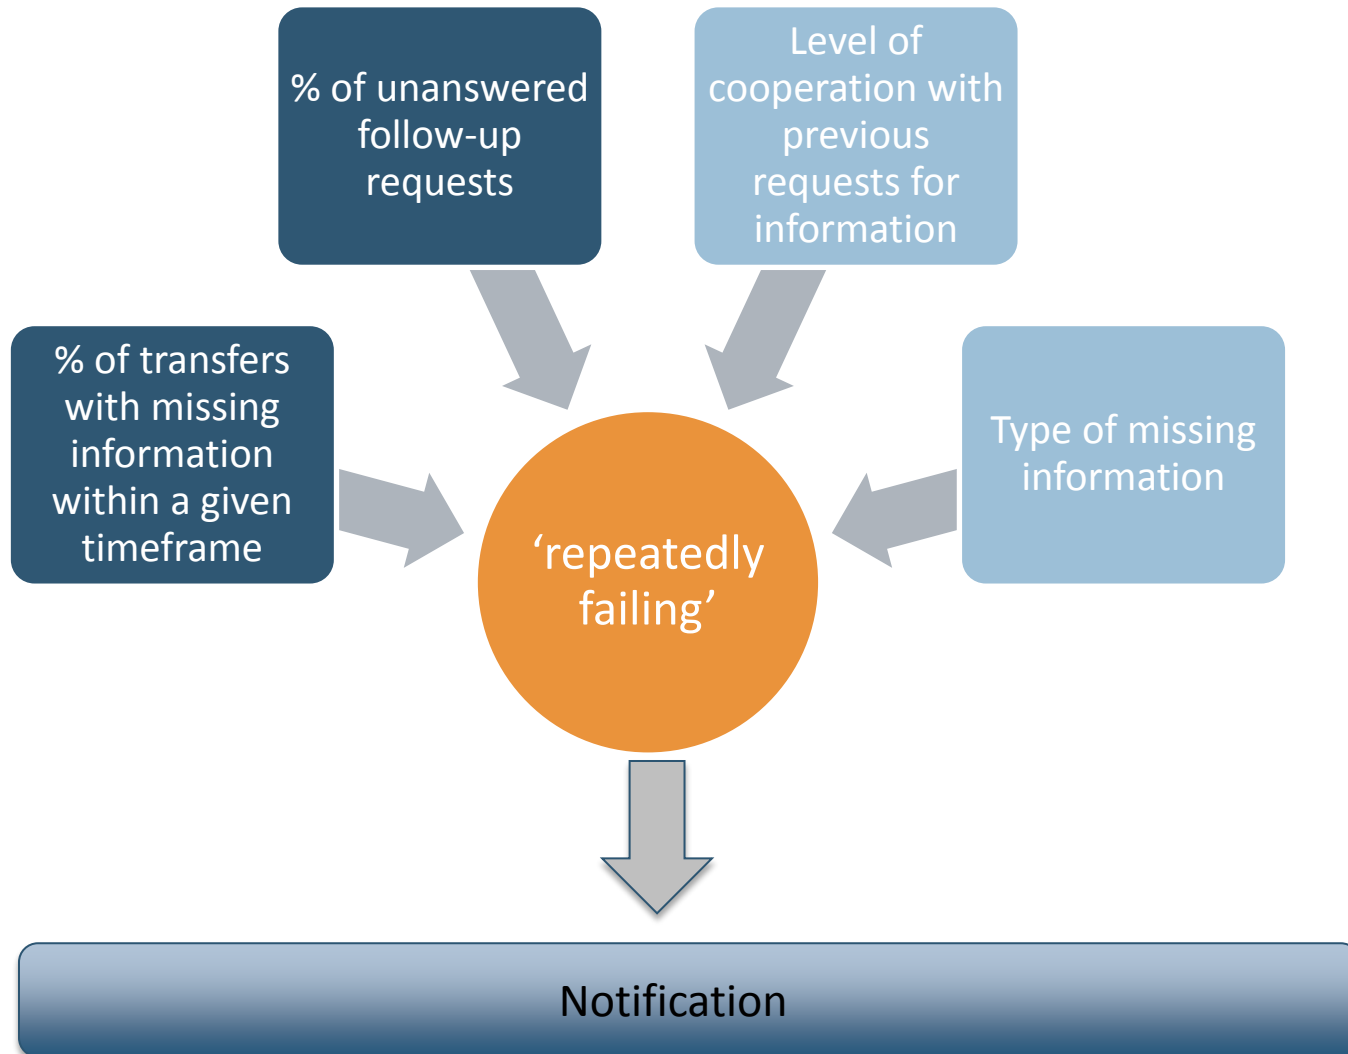 % of unanswered
follow-up
requests
Level of
cooperation with
previous
requests for
information
% of transfers
with missing
information
within a given
timeframe
Type of missing
information
‘repeatedly
failing’
Notification